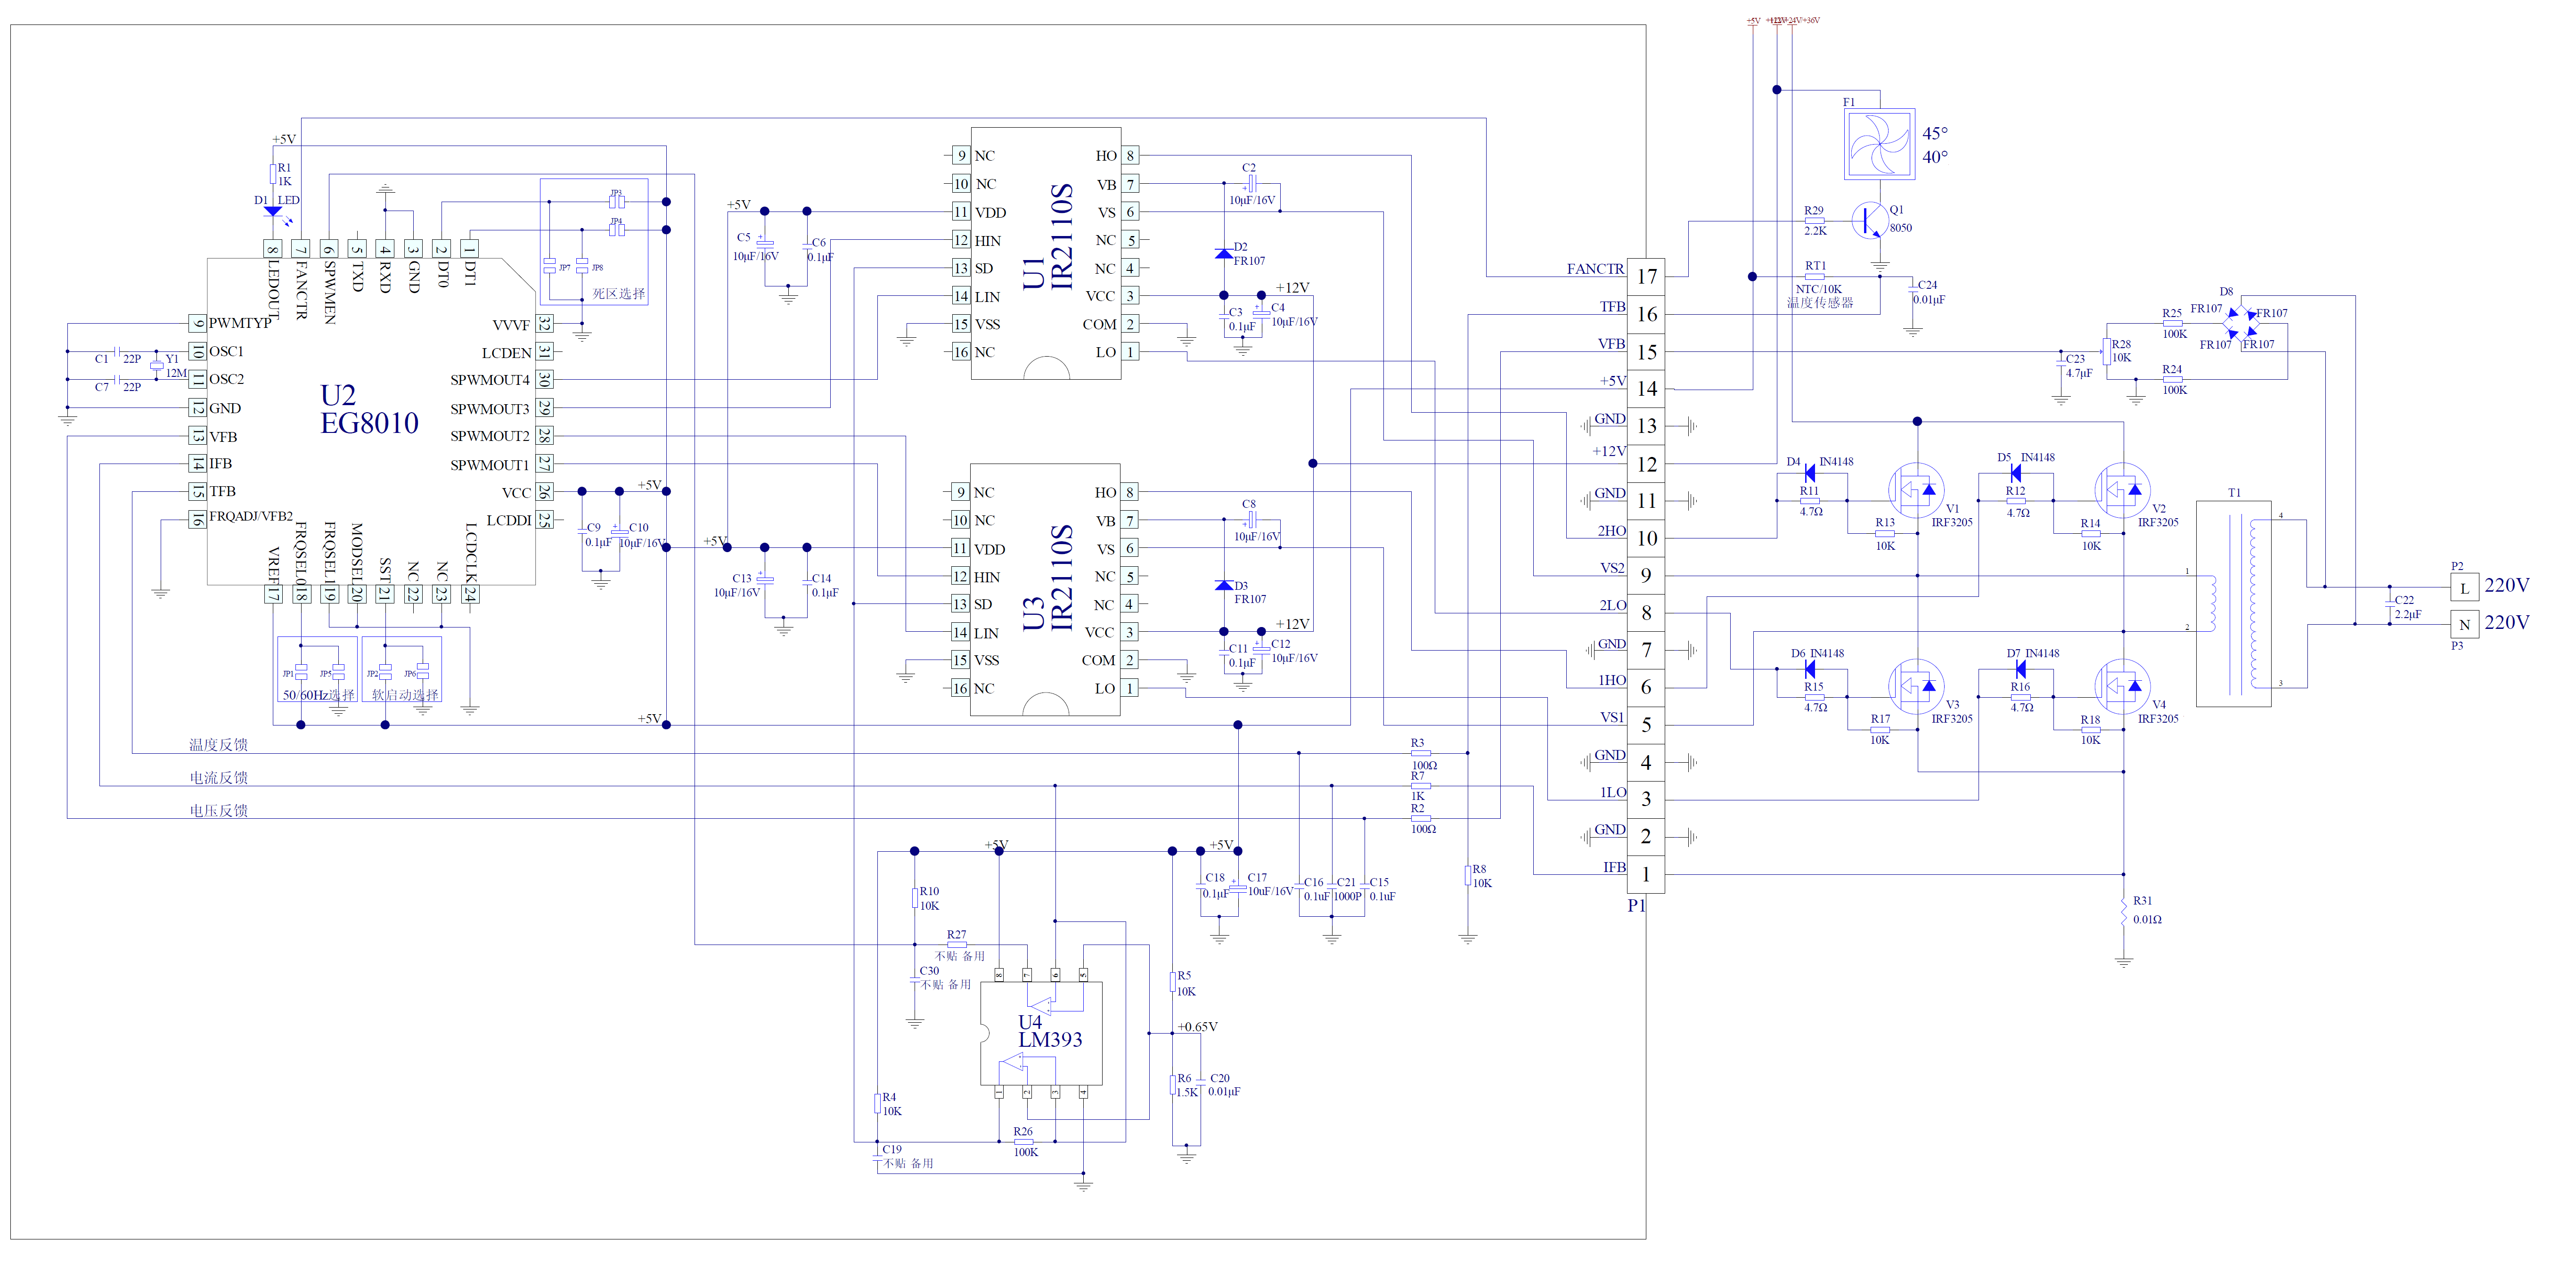 +5V
+12V
+24V/+36V
F1
45°
40°
R29
2.2K
Q1
8050
RT1
NTC/10K
温度传感器
C24
0.01μF
+5V
R1
1K
D1 LED
8 7 6 5 4 3 2 1
LEDOUT
FANCTR
SPWMEN
TXD
RXD
GND
DT0
DT1
JP3
JP4
JP7
JP8
死区选择
9 PWMTYP
10 OSC1
11 OSC2
12 GND
13 VFB
14 IFB
15 TFB
16 FRQADJ/VFB2
C1 22P
Y1
12M
C7 22P
U2
EG8010
VVVF 32
LCDEN 31
SPWMOUT4 30
SPWMOUT3 29
SPWMOUT2 28
SPWMOUT1 27
VCC 26
LCDDI 25
+5V
C9
0.1μF
C10
10μF/16V
VREF
FRQSEL0
FRQSEL1
MODSEL
SST
NC
NC
LCDCLK
17 18 19 20 21 22 23 24
JP1
JP5
50/60Hz选择
JP2
JP6
软启动选择
+5V
温度反馈
电流反馈
电压反馈
+5V
C5
10μF/16V
C6
0.1μF
9 NC
10 NC
11 VDD
12 HIN
13 SD
14 LIN
15 VSS
16 NC
U1
IR2110S
HO 8
VB 7
VS 6
NC 5
NC 4
VCC 3
COM 2
LO 1
C2
10μF/16V
D2
FR107
+12V
C3
0.1μF
C4
10μF/16V
+5V
C13
10μF/16V
C14
0.1μF
9 NC
10 NC
11 VDD
12 HIN
13 SD
14 LIN
15 VSS
16 NC
U3
IR2110S
HO 8
VB 7
VS 6
NC 5
NC 4
VCC 3
COM 2
LO 1
C8
10μF/16V
D3
FR107
+12V
C11
0.1μF
C12
10μF/16V
R3
100Ω
R7
1K
R2
100Ω
+5V
+5V
R10
10K
R27
不贴 备用
C30
不贴 备用
8 7 6 5
U4
LM393
1 2 3 4
R4
10K
C19
不贴 备用
R26
100K
C18
0.1μF
C17
10uF/16V
R5
10K
+0.65V
R6
1.5K
C20
0.01μF
C16
0.1uF
C21
1000P
C15
0.1uF
R8
10K
FANCTR 17
TFB 16
VFB 15
+5V 14
GND 13
+12V 12
GND 11
2HO 10
VS2 9
2LO 8
GND 7
1HO 6
VS1 5
GND 4
1LO 3
GND 2
IFB 1
P1
D8
FR107
FR107
FR107
FR107
R25
100K
R28
10K
R24
100K
C23
4.7μF
D4 IN4148
R11
4.7Ω
R13
10K
V1
IRF3205
D5 IN4148
R12
4.7Ω
R14
10K
V2
IRF3205
D6 IN4148
R15
4.7Ω
R17
10K
V3
IRF3205
D7 IN4148
R16
4.7Ω
R18
10K
V4
IRF3205
T1
1
2
3
4
P2
L 220V
C22
2.2μF
N 220V
P3
R31
0.01Ω